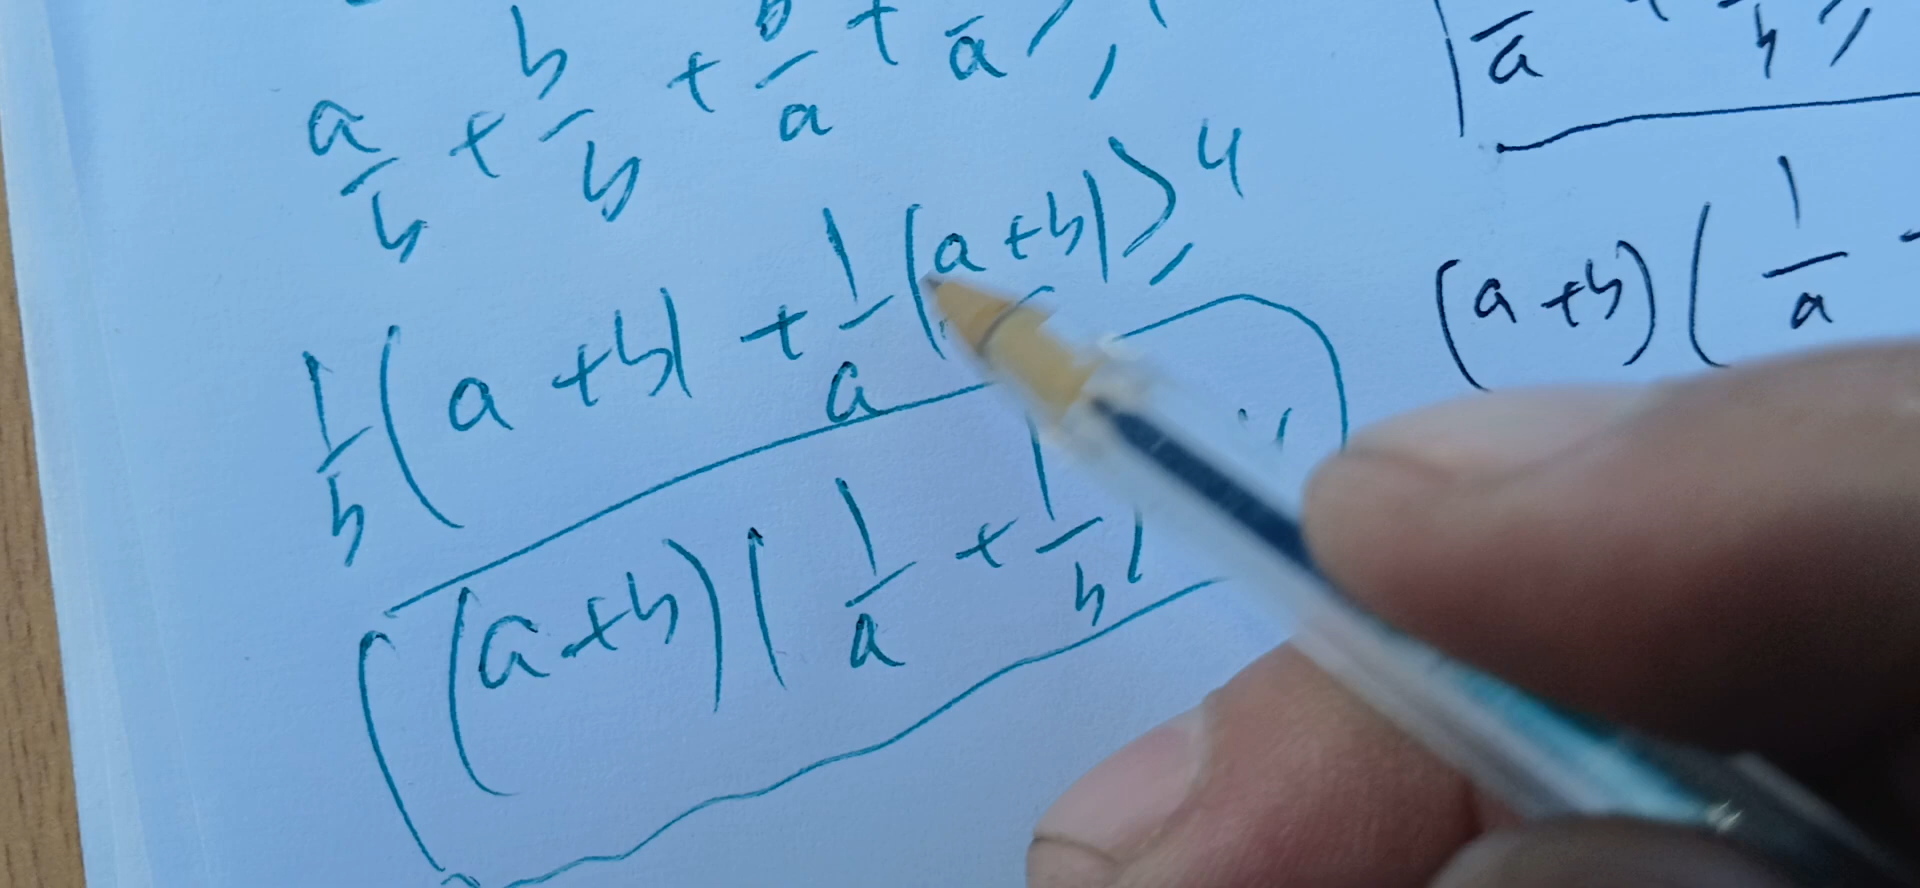 a/b + b/b + b/a + a/a ≥
1/b (a+b) + 1/a (a+b) ≥ 4
(a+b) (1/a + 1/b)
(a+b) ( 1/a